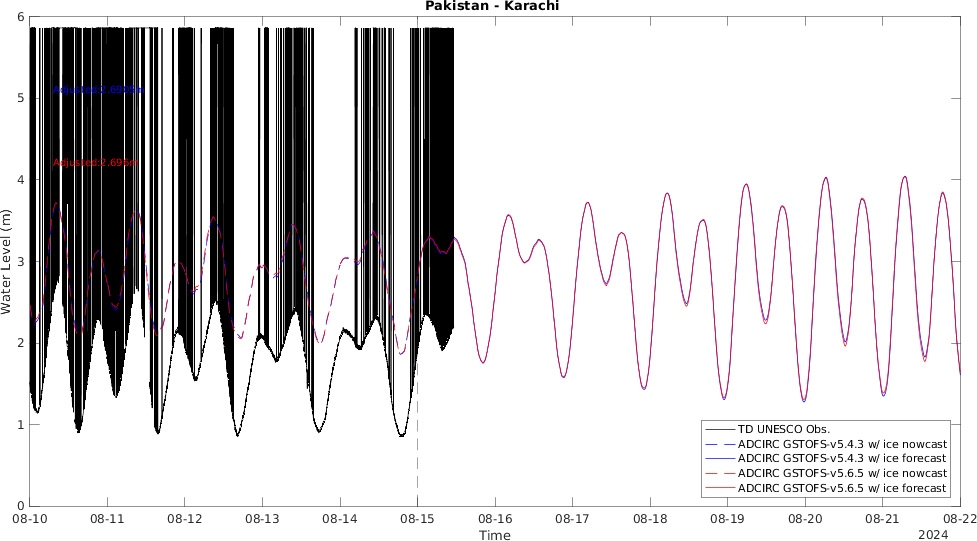 Pakistan - Karachi
6
5
4
3
2
1
0
Water Level (m)
Adjusted:2.696m
08-10 08-11 08-12 08-13 08-14 08-15 08-16 08-17 08-18 08-19 08-20 08-21 08-22
Time
2024
TD UNESCO Obs.
ADCIRC GSTOFS-v5.4.3 w/ ice nowcast
ADCIRC GSTOFS-v5.4.3 w/ ice forecast
ADCIRC GSTOFS-v5.6.5 w/ ice nowcast
ADCIRC GSTOFS-v5.6.5 w/ ice forecast